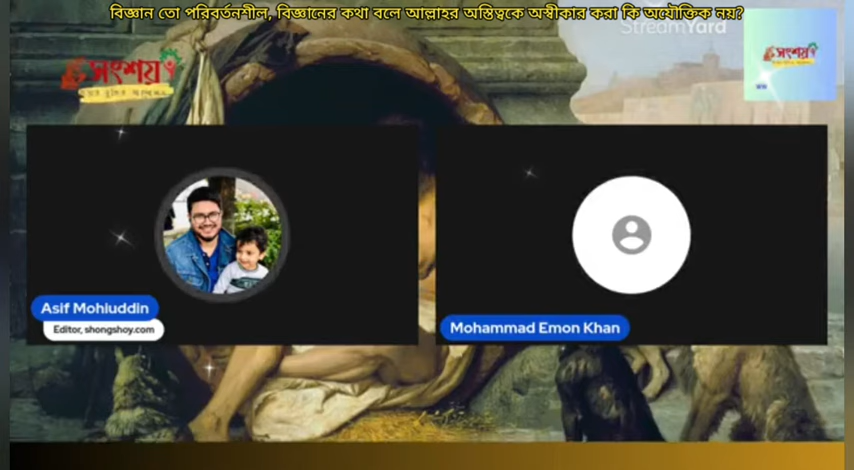 বিজ্ঞান তো পরিবর্তনশীল, বিজ্ঞানের কথা বলে আল্লাহর অস্তিত্বকে অস্বীকার করা কি অযৌক্তিক নয়?
StreamYard
সংশয়
সংশয়
Asif Mohiuddin
Editor, shongshoy.com
Mohammad Emon Khan